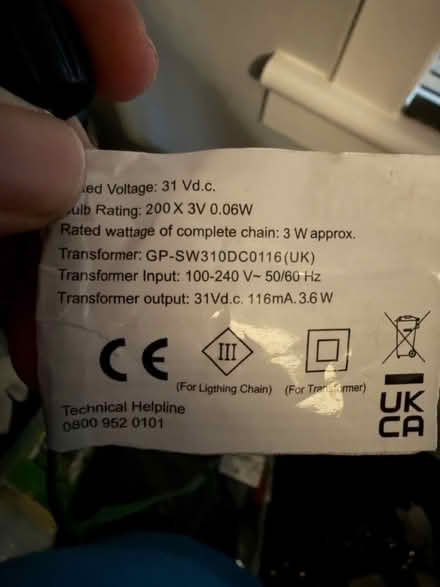 Voltage: 31 Vd.c.
Rating: 200 X 3V 0.06W
Rated wattage of complete chain: 3 W approx.
Transformer: GP-SW310DC0116 (UK)
Transformer Input: 100-240 V~ 50/60 Hz
Transformer output: 31Vd.c. 116mA. 3.6 W
CE
III
(For Ligthing Chain) (For Transformer)
UK
CA
Technical Helpline
0800 952 0101